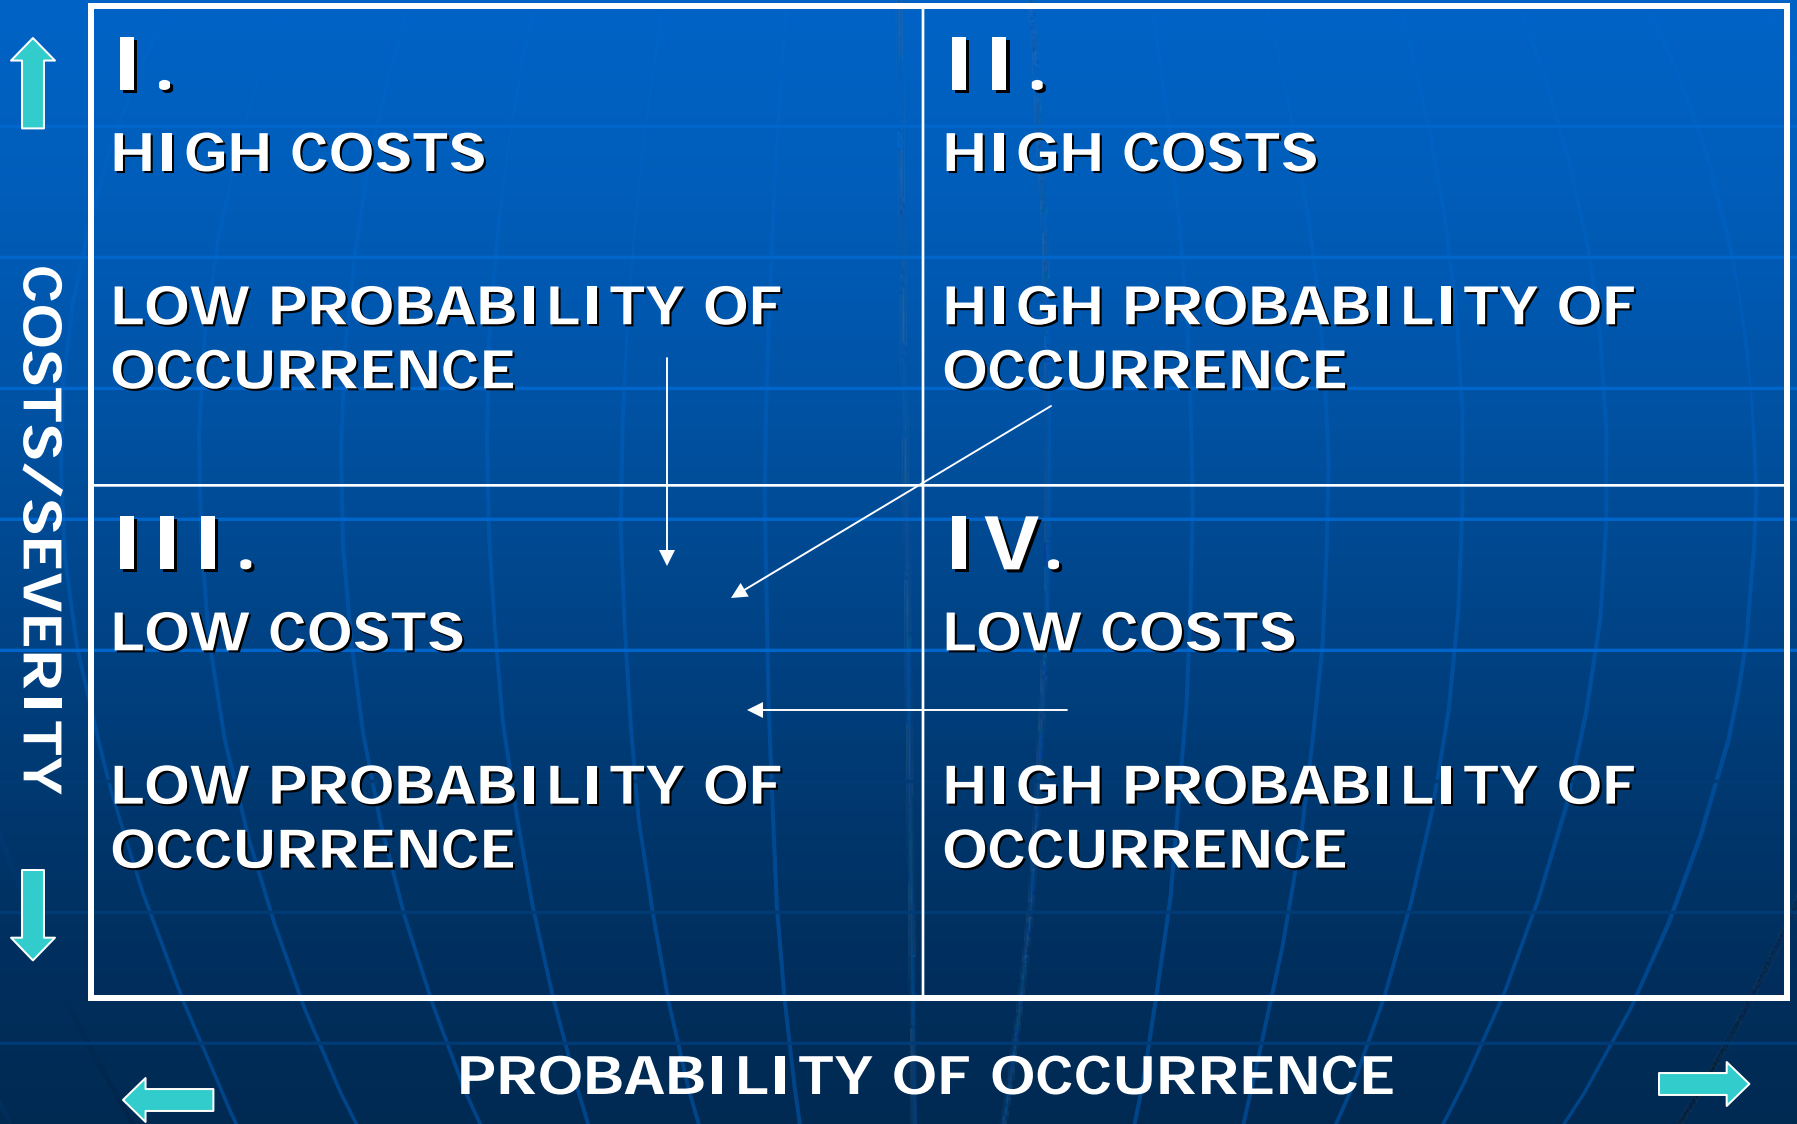 I.
HIGH COSTS
LOW PROBABILITY OF
OCCURRENCE
II.
HIGH COSTS
HIGH PROBABILITY OF
OCCURRENCE
COSTS/SEVERITY
III.
LOW COSTS
LOW PROBABILITY OF
OCCURRENCE
IV.
LOW COSTS
HIGH PROBABILITY OF
OCCURRENCE
PROBABILITY OF OCCURRENCE